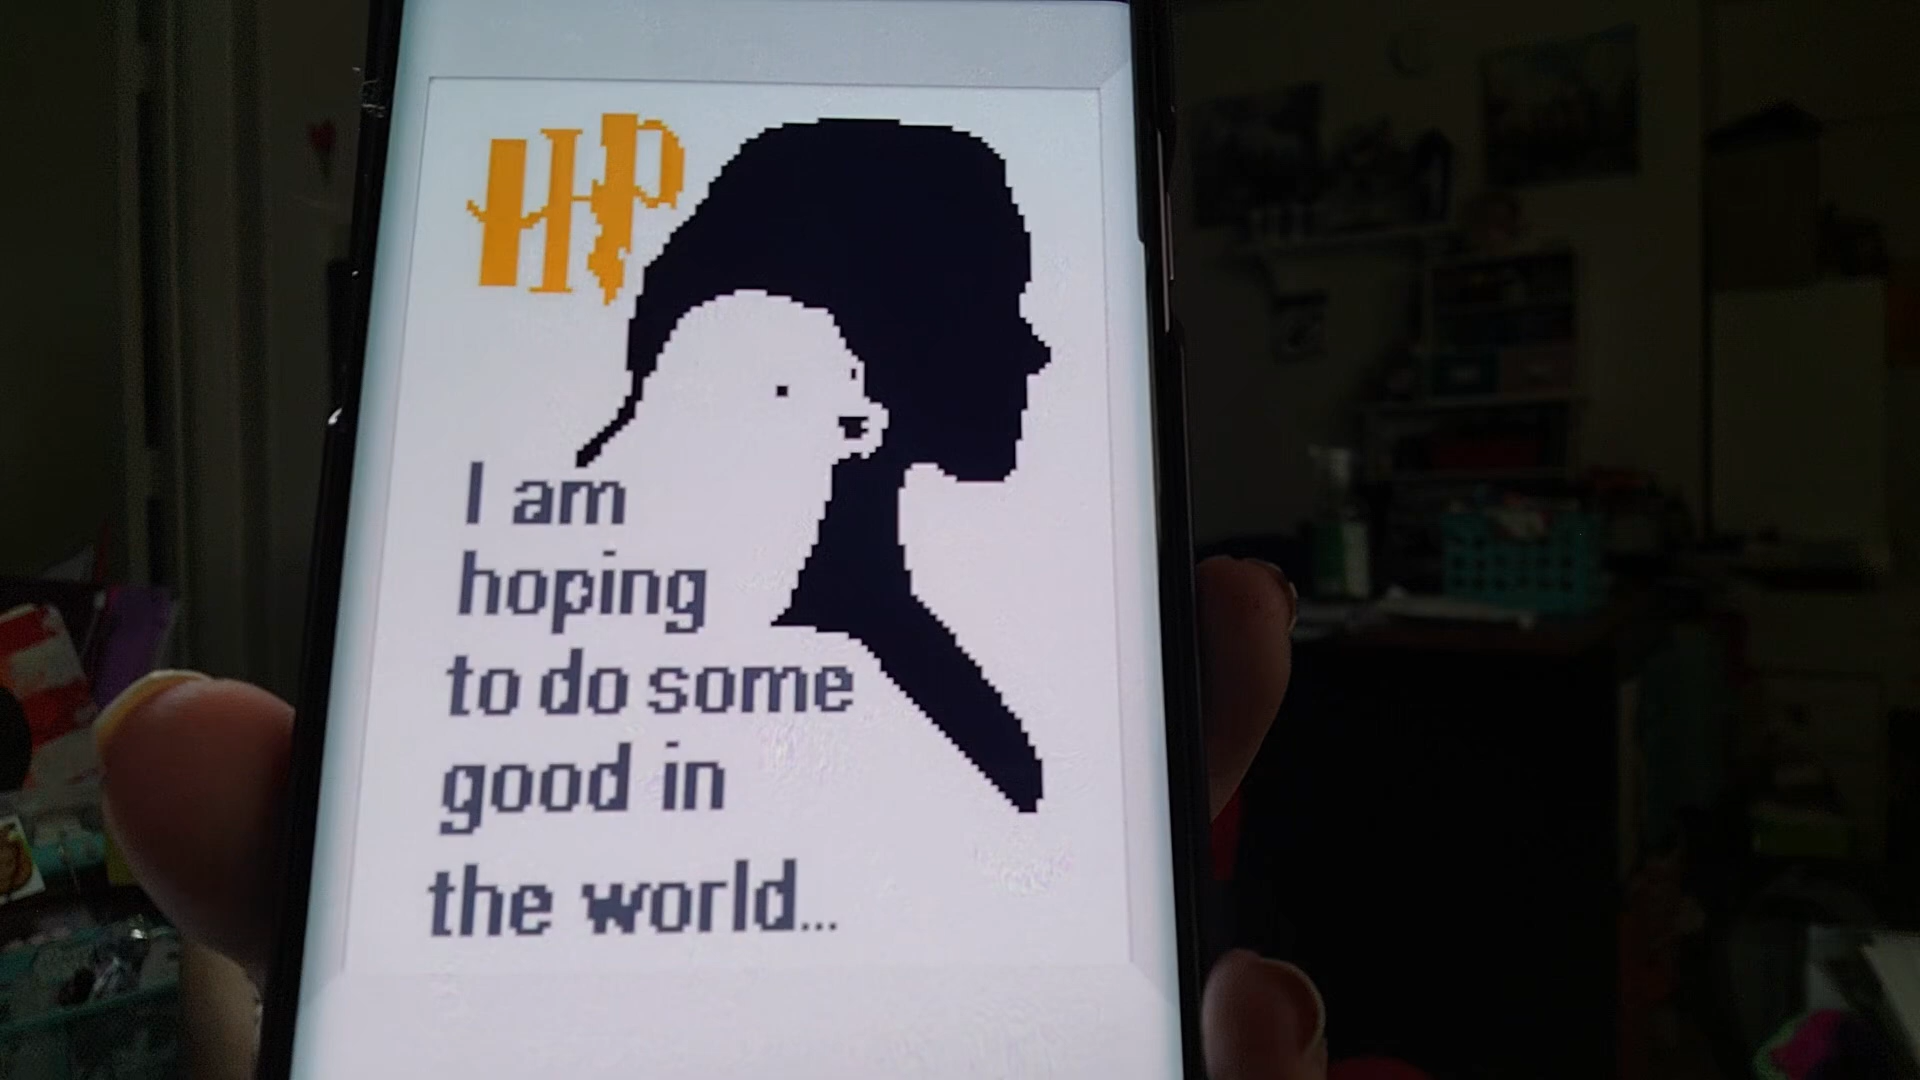 HP
I am
hoping
to do some
good in
the world...